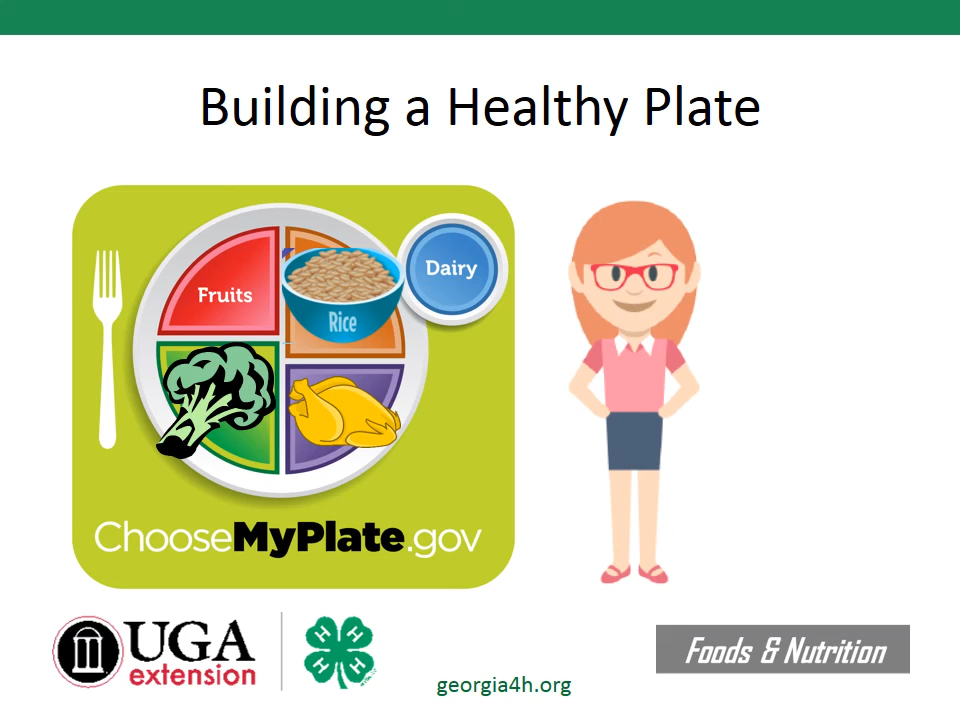 Building a Healthy Plate
Fruits
Dairy
Rice
ChooseMyPlate.gov
UGA
extension
H H
H H
georgia4h.org
Foods & Nutrition